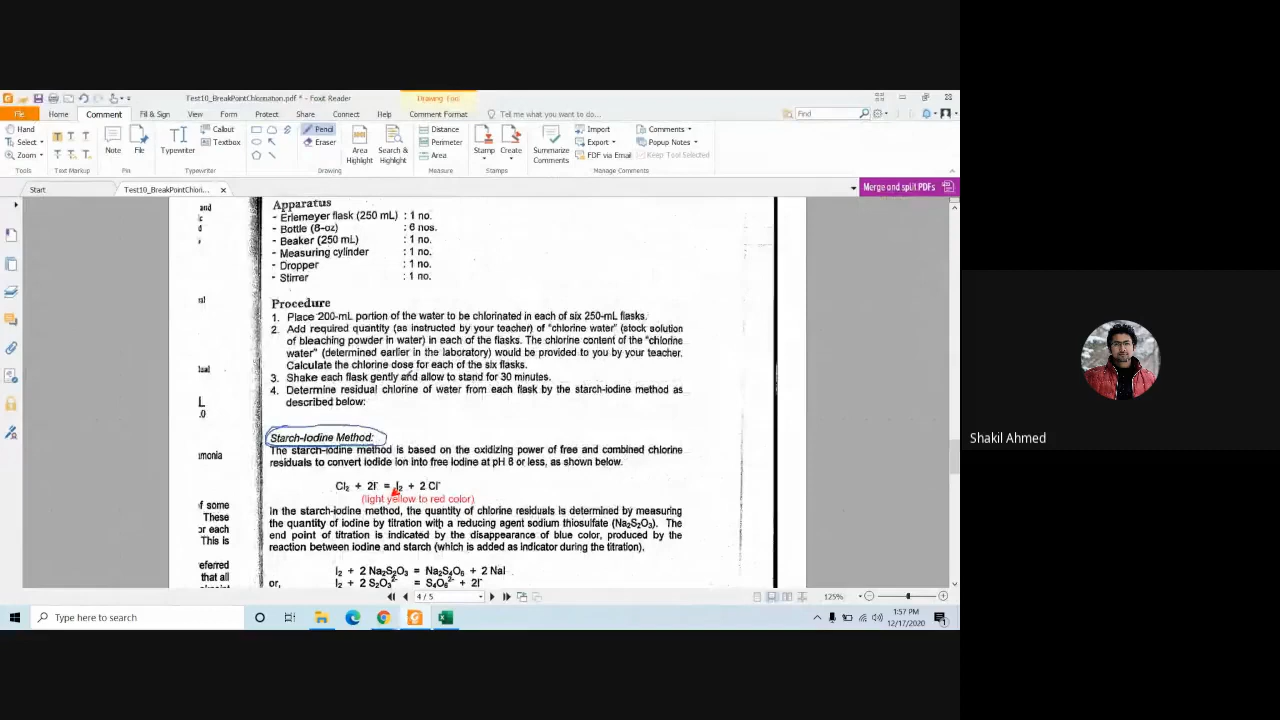 Test10_BreakPointChlorination.pdf * - Foxit Reader
Drawing Tool
File Home Comment Fill & Sign View Form Protect Share Connect Help Comment Format Tell me what you want to do... Find
Hand
Select
Zoom
Tools
Text Markup
Note
File
Pin
Typewriter
Callout
Textbox
Typewriter
Pencil
Eraser
Area Highlight
Search & Highlight
Drawing
Distance
Perimeter
Area
Measure
Stamp
Create
Stamps
Summarize Comments
Import
Export
FDF via Email
Comments
Popup Notes
Keep Tool Selected
Manage Comments
Start
Test10_BreakPointChlori...
Merge and split PDFs
and
Apparatus
- Erlemeyer flask (250 mL) : 1 no.
- Bottle (8-oz) : 6 nos.
- Beaker (250 mL) : 1 no.
- Measuring cylinder : 1 no.
- Dropper : 1 no.
- Stirrer : 1 no.
Procedure
1. Place 200-mL portion of the water to be chlorinated in each of six 250-mL flasks.
2. Add required quantity (as instructed by your teacher) of "chlorine water" (stock solution
of bleaching powder in water) in each of the flasks. The chlorine content of the "chlorine
water" (determined earlier in the laboratory) would be provided to you by your teacher.
Calculate the chlorine dose for each of the six flasks.
3. Shake each flask gently and allow to stand for 30 minutes.
4. Determine residual chlorine of water from each flask by the starch-iodine method as
described below:
L
.0
Starch-Iodine Method:
The starch-iodine method is based on the oxidizing power of free and combined chlorine
residuals to convert iodide ion into free iodine at pH 8 or less, as shown below.
Cl₂ + 2I⁻ = I₂ + 2 Cl⁻
(light yellow to red color)
In the starch-iodine method, the quantity of chlorine residuals is determined by measuring
the quantity of iodine by titration with a reducing agent sodium thiosulfate (Na₂S₂O₃). The
end point of titration is indicated by the disappearance of blue color, produced by the
reaction between iodine and starch (which is added as indicator during the titration).
I₂ + 2 Na₂S₂O₃ = Na₂S₄O₆ + 2 NaI
or, I₂ + 2 S₂O₃²⁻ = S₄O₆²⁻ + 2I⁻
umonia
of some
These
or each
This is
eferred
that all
4 / 5
125%
Type here to search
1:57 PM
12/17/2020
Shakil Ahmed